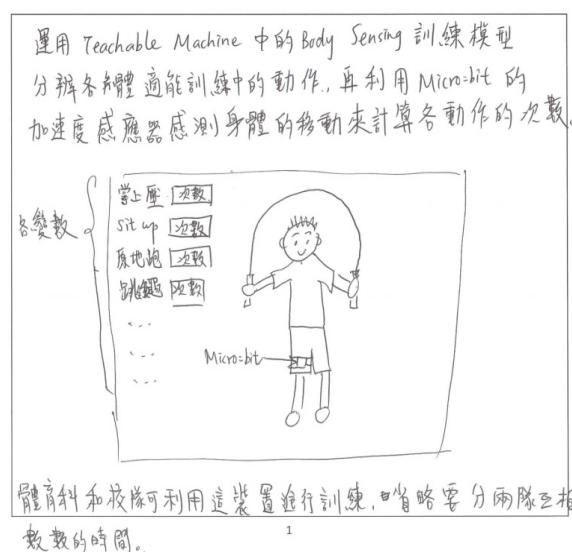 運用 Teachable Machine 中的 Body Sensing 訓練模型
分辨各體適能訓練中的動作., 再利用 Micro:bit 的
加速度感應器感測身體的移動來計算各動作的次數.
各變數
掌上壓 次數
sit up 次數
原地跑 次數
跳繩 次數
Micro:bit
體育科和校隊可利用這裝置進行訓練,省略要分兩隊互相
數數的時間。
1